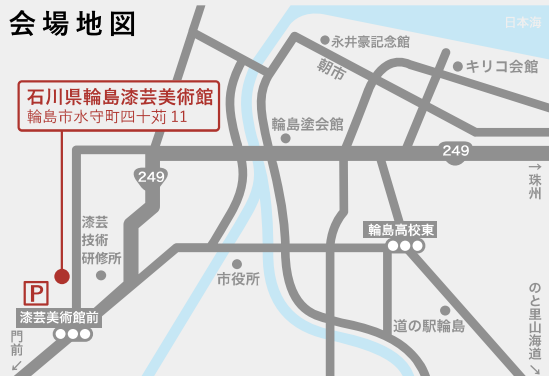 会場地図
日本海
永井豪記念館
朝市
キリコ会館
石川県輪島漆芸美術館
輪島市水守町四十苅 11
輪島塗会館
249
249
→珠州
漆芸
技術
研修所
輪島高校東
市役所
P
のと里山海道→
漆芸美術館前
道の駅輪島
門前←